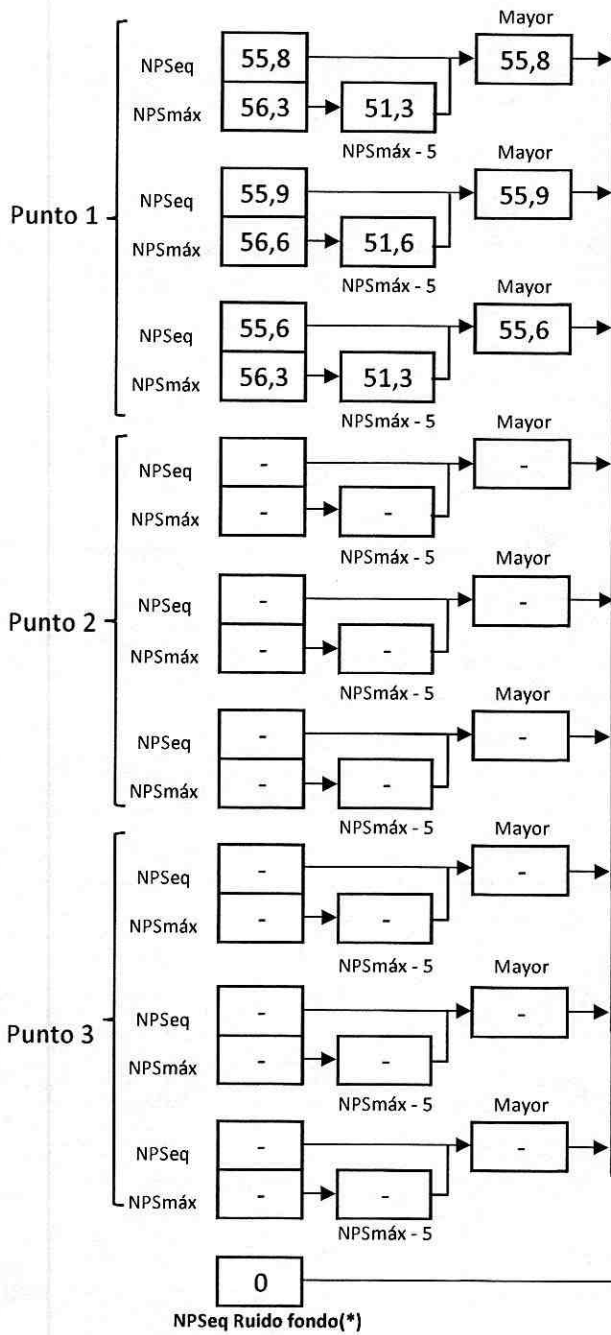 Mayor
NPSeq 55,8 55,8
NPSmáx 56,3 51,3
NPSmáx - 5
Mayor
NPSeq 55,9 55,9
Punto 1
NPSmáx 56,6 51,6
NPSmáx - 5
Mayor
NPSeq 55,6 55,6
NPSmáx 56,3 51,3
NPSmáx - 5
Mayor
NPSeq - -
NPSmáx - -
NPSmáx - 5
Mayor
NPSeq - -
Punto 2
NPSmáx - -
NPSmáx - 5
Mayor
NPSeq - -
NPSmáx - -
NPSmáx - 5
Mayor
NPSeq - -
NPSmáx - -
NPSmáx - 5
Mayor
NPSeq - -
Punto 3
NPSmáx - -
NPSmáx - 5
Mayor
NPSeq - -
NPSmáx - -
NPSmáx - 5
0
NPSeq Ruido fondo(*)